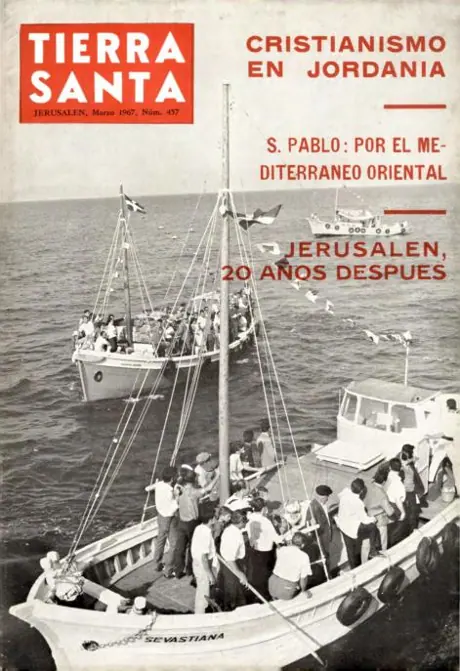 TIERRA
SANTA
JERUSALEN, Marzo 1967, Núm. 457
CRISTIANISMO
EN JORDANIA
S. PABLO: POR EL ME-
DITERRANEO ORIENTAL
JERUSALEN,
20 AÑOS DESPUES
SEVASTIANA